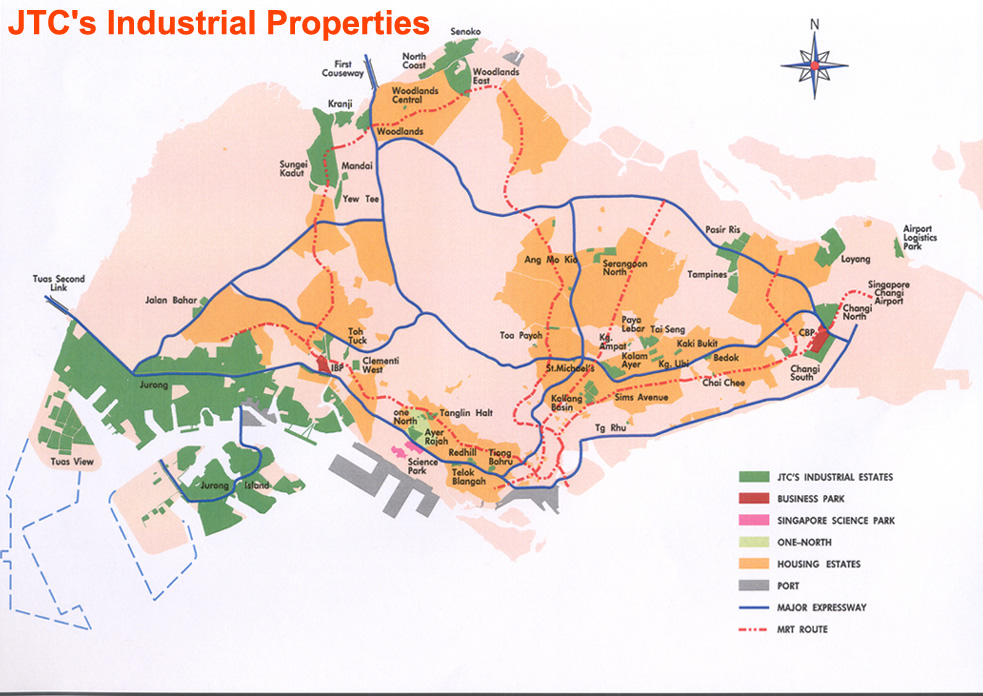 JTC's Industrial Properties
N
Senoko
North
Coast
First
Causeway
Woodlands
East
Woodlands
Central
Kranji
Woodlands
Sungei
Kadut
Mandai
Yew Tee
Pasir Ris
Airport
Logistics
Park
Loyang
Ang Mo Kio
Serangoon
North
Tampines
Tuas Second
Link
Singapore
Changi
Airport
Jalan Bahar
Changi
North
Toh
Tuck
Toa Payoh
Paya
Lebar
Tai Seng
Kg.
Ampat
CBP
Kaki Bukit
Kolam
Ayer
Kg. Ubi
Bedok
IBP
Clementi
West
St.Michael's
Changi
South
Jurong
Chai Chee
Kallang
Basin
Sims Avenue
one
North
Tanglin Halt
Ayer
Rajah
Tg Rhu
Redhill
Tiong
Bahru
Science
Park
Telok
Blangah
Tuas View
Jurong Island
JTC'S INDUSTRIAL ESTATES
BUSINESS PARK
SINGAPORE SCIENCE PARK
ONE-NORTH
HOUSING ESTATES
PORT
MAJOR EXPRESSWAY
MRT ROUTE